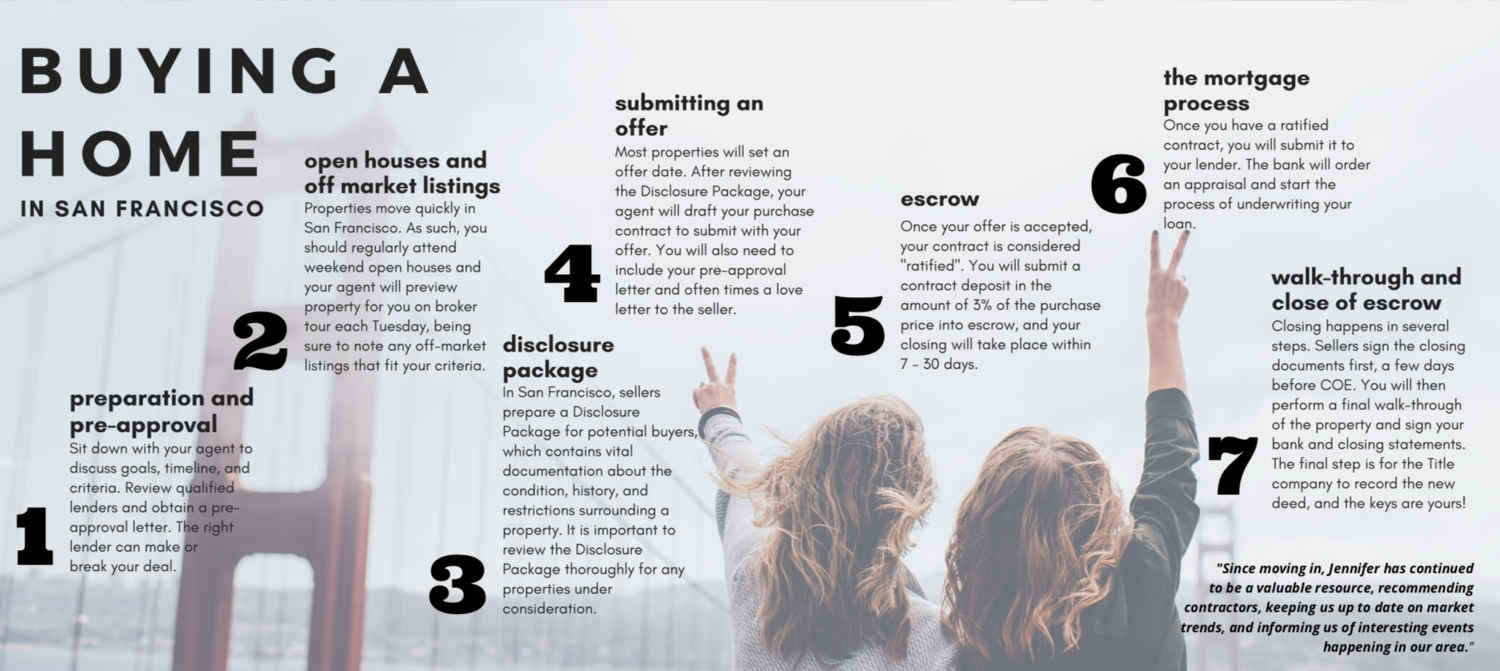 BUYING A
HOME
IN SAN FRANCISCO
1
preparation and
pre-approval
Sit down with your agent to
discuss goals, timeline, and
criteria. Review qualified
lenders and obtain a pre-
approval letter. The right
lender can make or
break your deal.
2
open houses and
off market listings
Properties move quickly in
San Francisco. As such, you
should regularly attend
weekend open houses and
your agent will preview
property for you on broker
tour each Tuesday, being
sure to note any off-market
listings that fit your criteria.
3
disclosure
package
In San Francisco, sellers
prepare a Disclosure
Package for potential buyers,
which contains vital
documentation about the
condition, history, and
restrictions surrounding a
property. It is important to
review the Disclosure
Package thoroughly for any
properties under
consideration.
4
submitting an
offer
Most properties will set an
offer date. After reviewing
the Disclosure Package, your
agent will draft your purchase
contract to submit with your
offer. You will also need to
include your pre-approval
letter and often times a love
letter to the seller.
5
escrow
Once your offer is accepted,
your contract is considered
"ratified". You will submit a
contract deposit in the
amount of 3% of the purchase
price into escrow, and your
closing will take place within
7 - 30 days.
6
the mortgage
process
Once you have a ratified
contract, you will submit it to
your lender. The bank will order
an appraisal and start the
process of underwriting your
loan.
7
walk-through and
close of escrow
Closing happens in several
steps. Sellers sign the closing
documents first, a few days
before COE. You will then
perform a final walk-through
of the property and sign your
bank and closing statements.
The final step is for the Title
company to record the new
deed, and the keys are yours!
"Since moving in, Jennifer has continued
to be a valuable resource, recommending
contractors, keeping us up to date on market
trends, and informing us of interesting events
happening in our area."